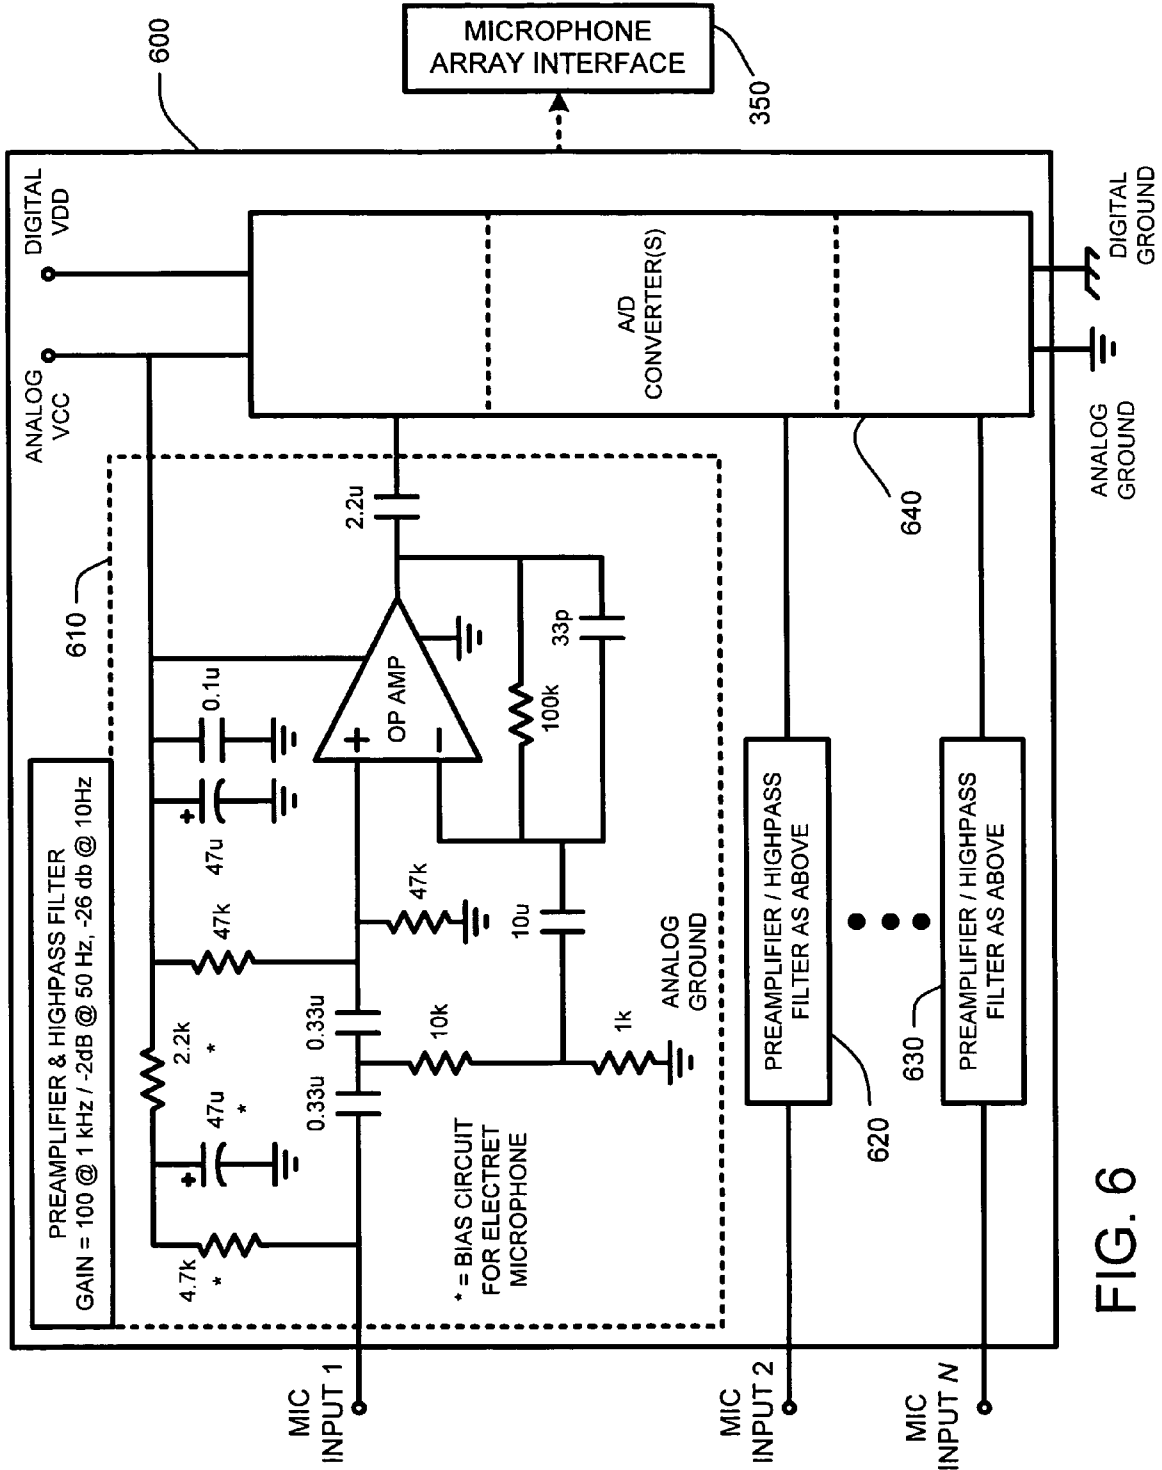 600
MICROPHONE
ARRAY INTERFACE
350
DIGITAL
VDD
ANALOG
VCC
610
PREAMPLIFIER & HIGHPASS FILTER
GAIN = 100 @ 1 kHz / -2dB @ 50 Hz, -26 db @ 10Hz
4.7k
*
47u
*
2.2k
*
47k
47u
+
+
0.1u
0.33u
0.33u
47k
+
–
OP AMP
2.2u
100k
33p
10u
10k
1k
ANALOG
GROUND
* = BIAS CIRCUIT
FOR ELECTRET
MICROPHONE
A/D
CONVERTER(S)
640
MIC
INPUT 1
MIC
INPUT 2
MIC
INPUT N
PREAMPLIFIER / HIGHPASS
FILTER AS ABOVE
620
630
PREAMPLIFIER / HIGHPASS
FILTER AS ABOVE
ANALOG
GROUND
DIGITAL
GROUND
FIG. 6